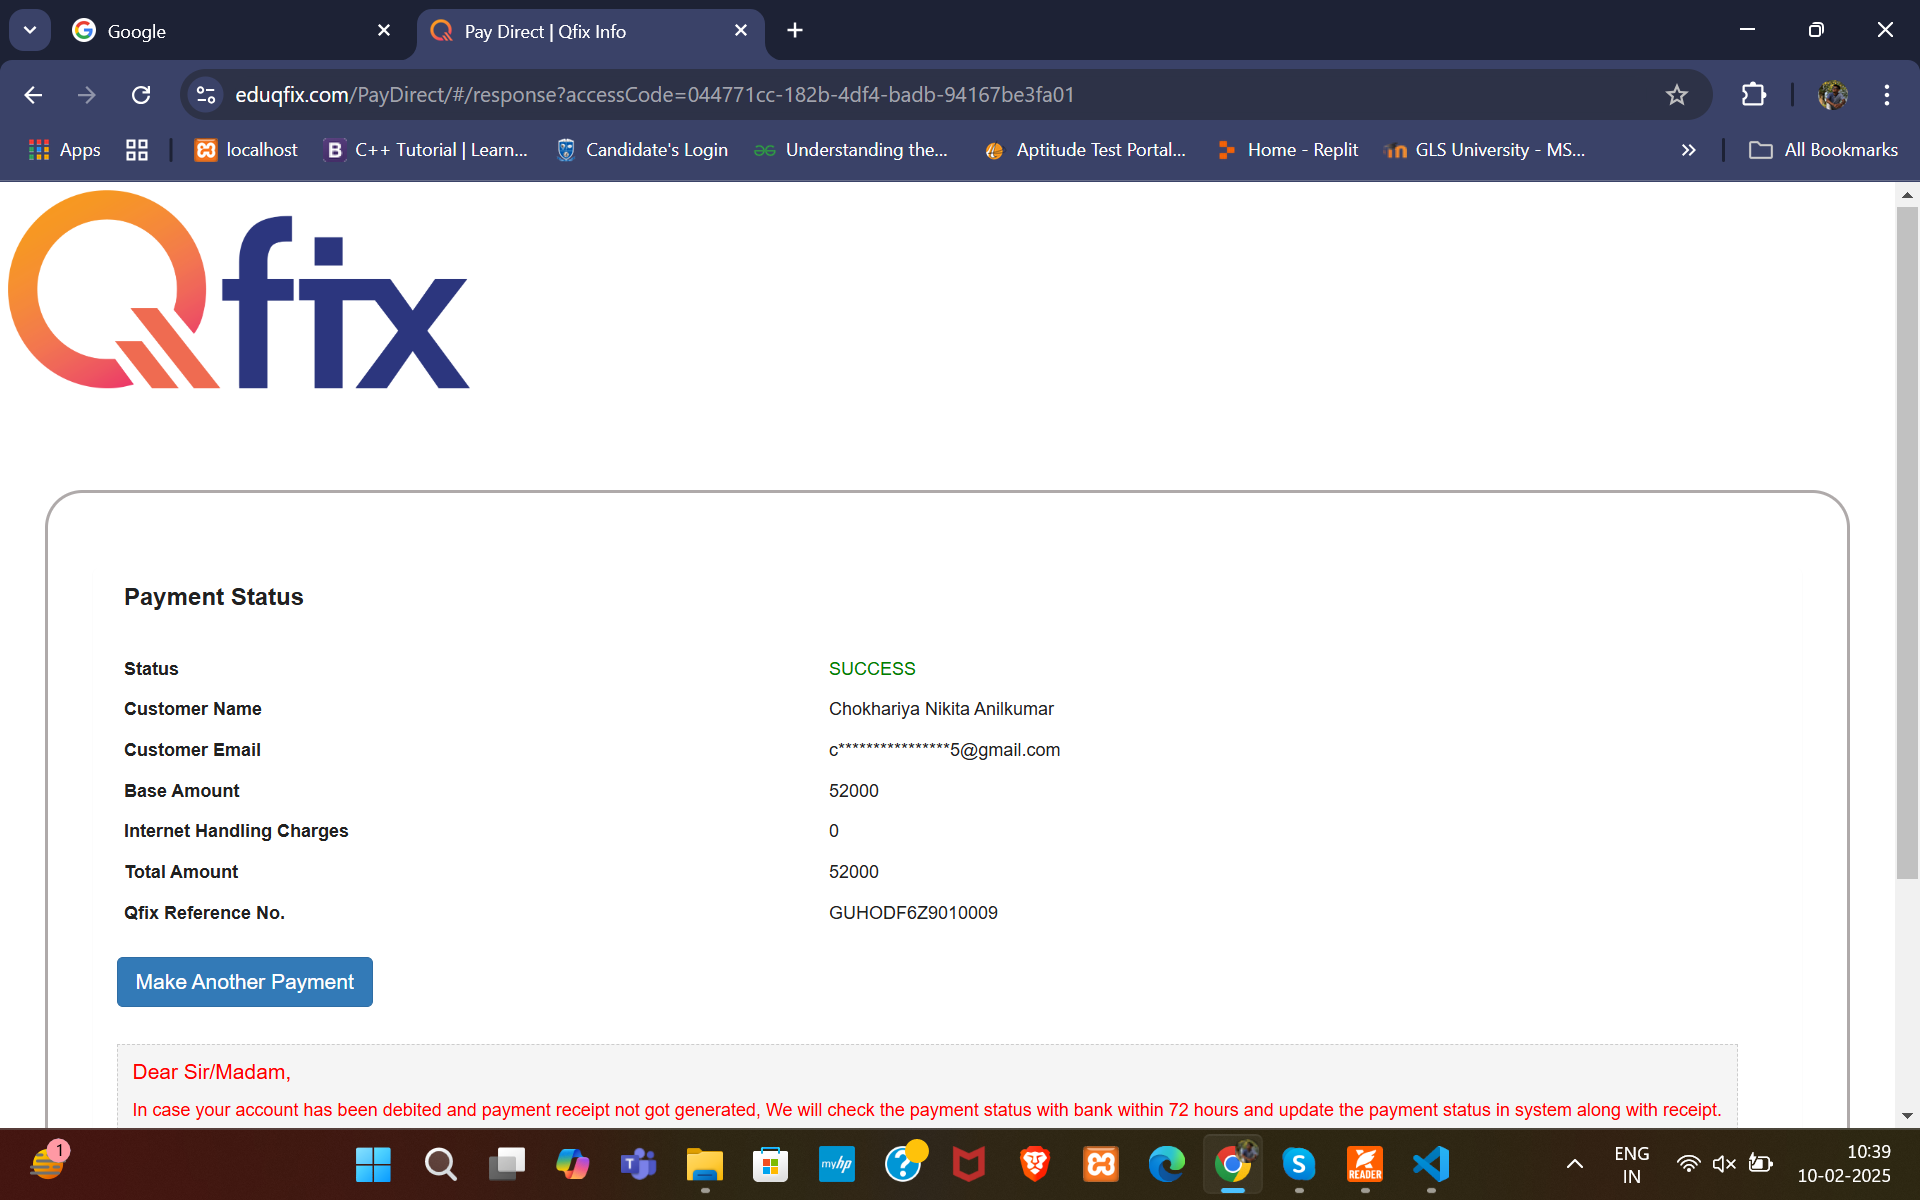 Google
Pay Direct | Qfix Info
eduqfix.com/PayDirect/#/response?accessCode=044771cc-182b-4df4-badb-94167be3fa01
Apps
localhost
C++ Tutorial | Learn...
Candidate's Login
Understanding the...
Aptitude Test Portal...
Home - Replit
GLS University - MS...
All Bookmarks
Qfix
Payment Status
Status SUCCESS
Customer Name Chokhariya Nikita Anilkumar
Customer Email c****************5@gmail.com
Base Amount 52000
Internet Handling Charges 0
Total Amount 52000
Qfix Reference No. GUHODF6Z9010009
Make Another Payment
Dear Sir/Madam,
In case your account has been debited and payment receipt not got generated, We will check the payment status with bank within 72 hours and update the payment status in system along with receipt.
1
myhp
READER
ENG
IN
10:39
10-02-2025